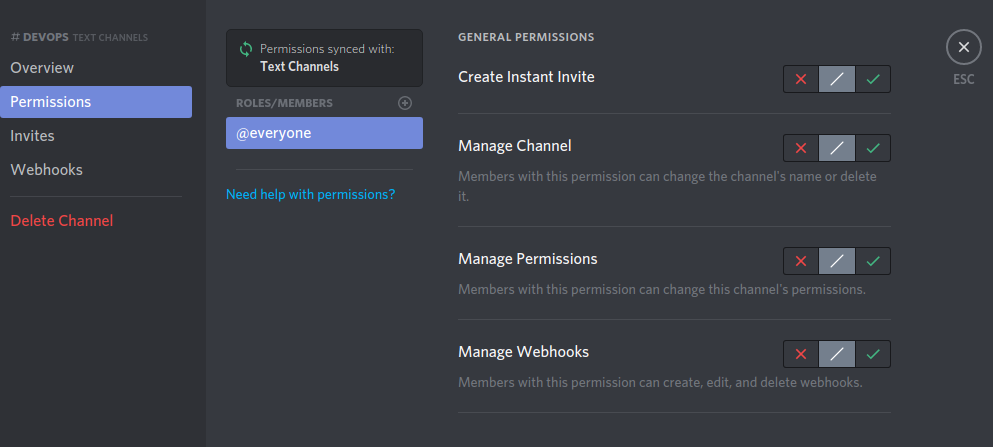 # DEVOPS TEXT CHANNELS
Overview
Permissions
Invites
Webhooks
Delete Channel
Permissions synced with:
Text Channels
ROLES/MEMBERS
@everyone
Need help with permissions?
GENERAL PERMISSIONS
Create Instant Invite
Manage Channel
Members with this permission can change the channel's name or delete
it.
Manage Permissions
Members with this permission can change this channel's permissions.
Manage Webhooks
Members with this permission can create, edit, and delete webhooks.
ESC